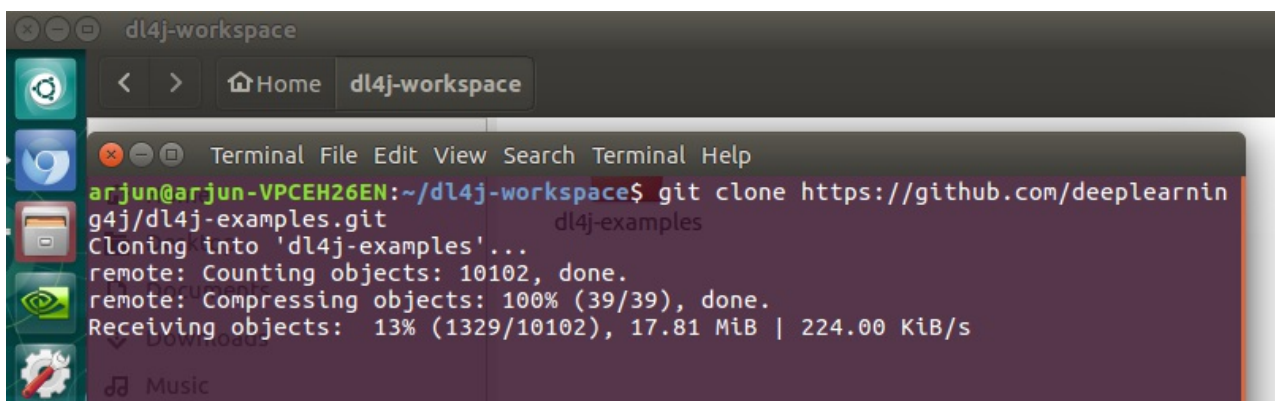 dl4j-workspace
Home dl4j-workspace
Terminal File Edit View Search Terminal Help
arjun@arjun-VPCEH26EN:~/dl4j-workspace$ git clone https://github.com/deeplearnin
g4j/dl4j-examples.git
dl4j-examples
Cloning into 'dl4j-examples'...
remote: Counting objects: 10102, done.
remote: Compressing objects: 100% (39/39), done.
Documents
Receiving objects:  13% (1329/10102), 17.81 MiB | 224.00 KiB/s
Downloads
Music